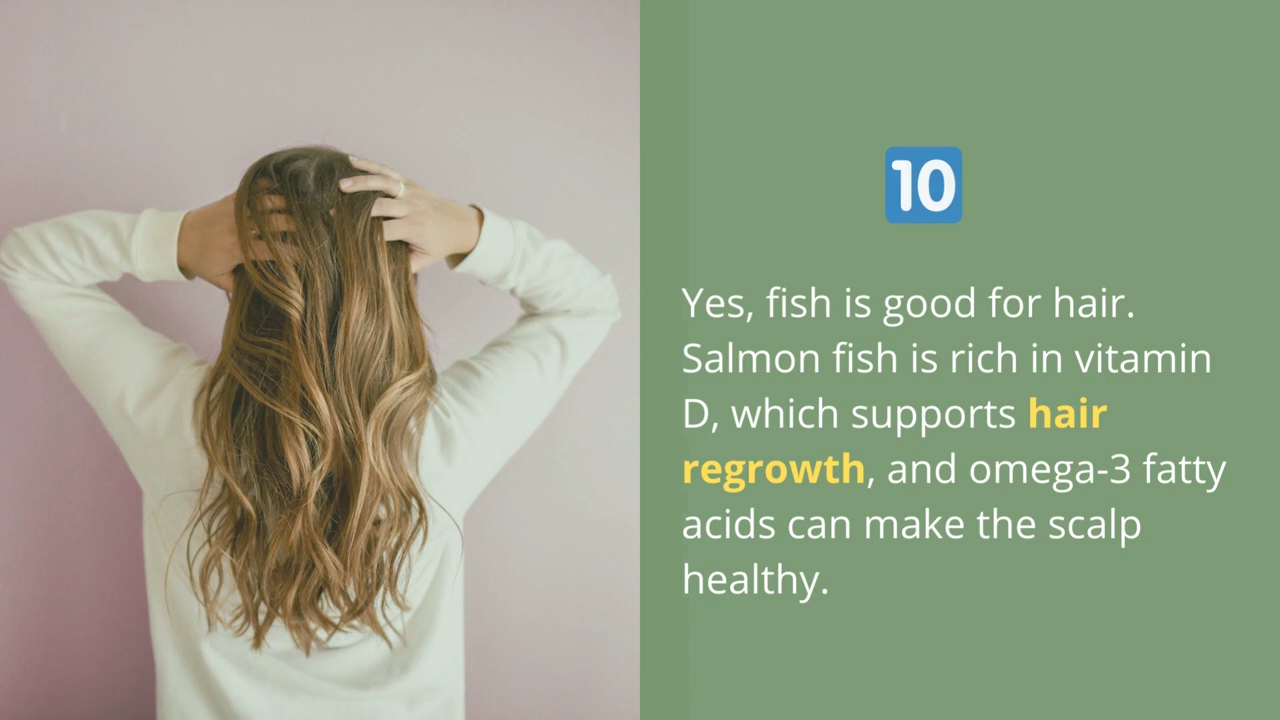 10
Yes, fish is good for hair.
Salmon fish is rich in vitamin
D, which supports hair
regrowth, and omega-3 fatty
acids can make the scalp
healthy.